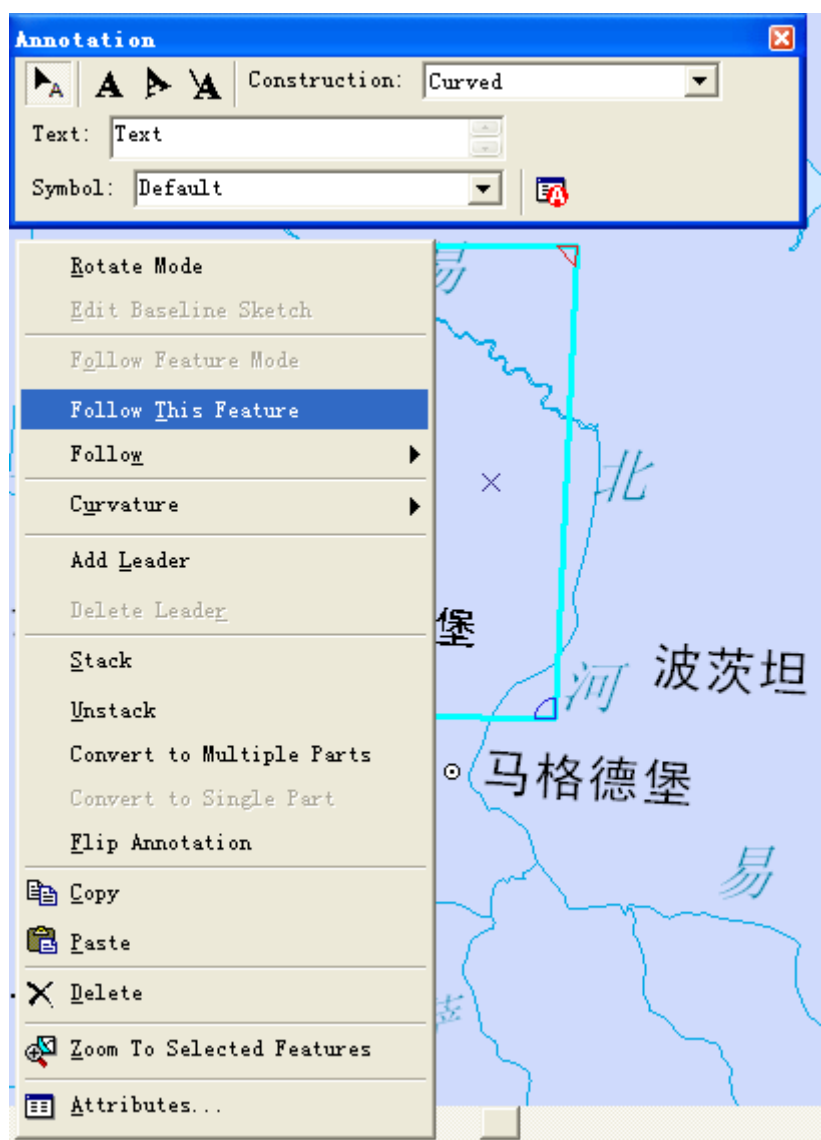 Annotation
A A A A Construction: Curved
Text: Text
Symbol: Default
Rotate Mode
Edit Baseline Sketch
Follow Feature Mode
Follow This Feature
Follow
Curvature
Add Leader
Delete Leader
Stack
Unstack
Convert to Multiple Parts
Convert to Single Part
Flip Annotation
Copy
Paste
Delete
Zoom To Selected Features
Attributes...
易
北
堡
河
波茨坦
马格德堡
易
萨